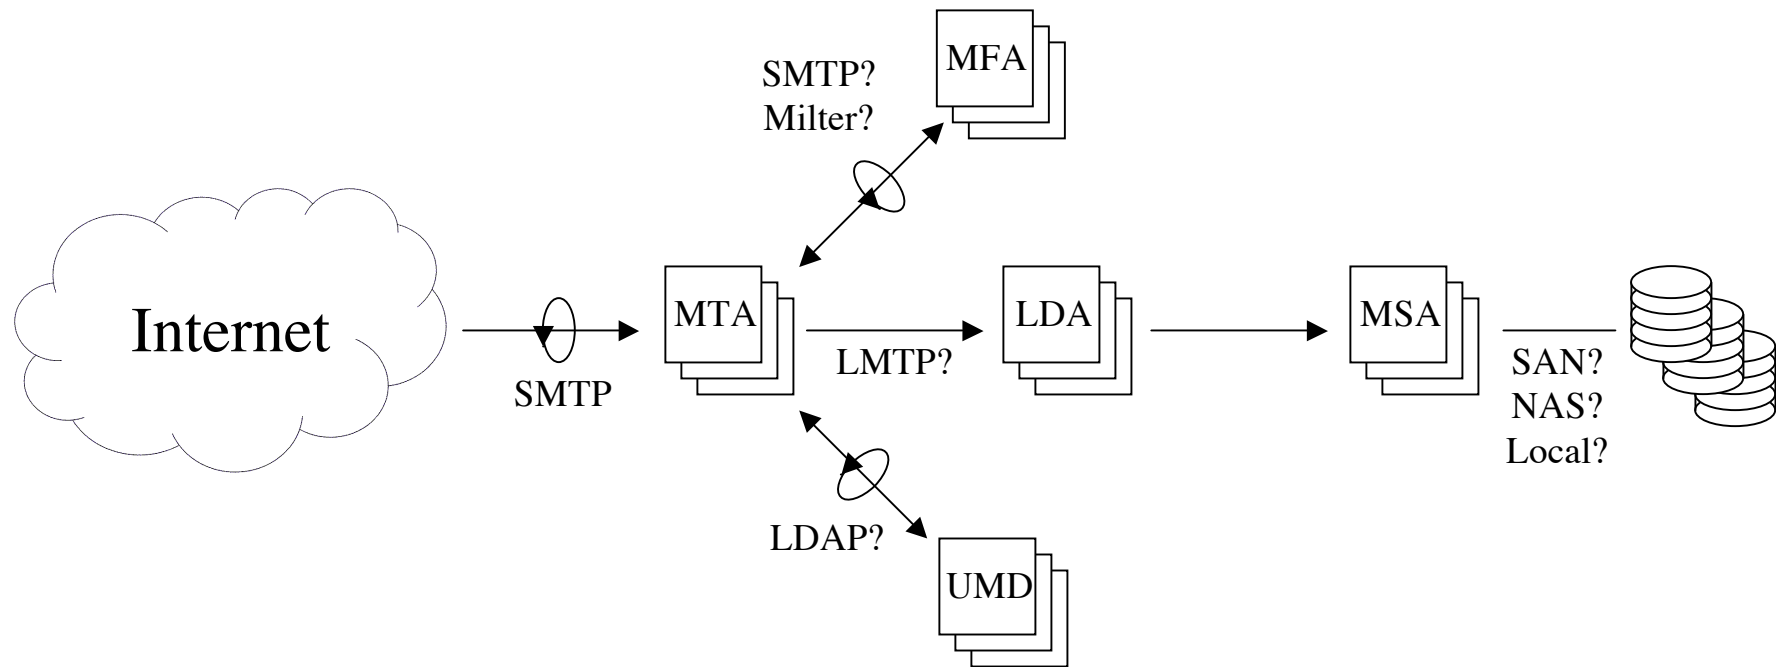 MFA
SMTP?
Milter?
Internet
SMTP
MTA
LMTP?
LDA
MSA
SAN?
NAS?
Local?
LDAP?
UMD